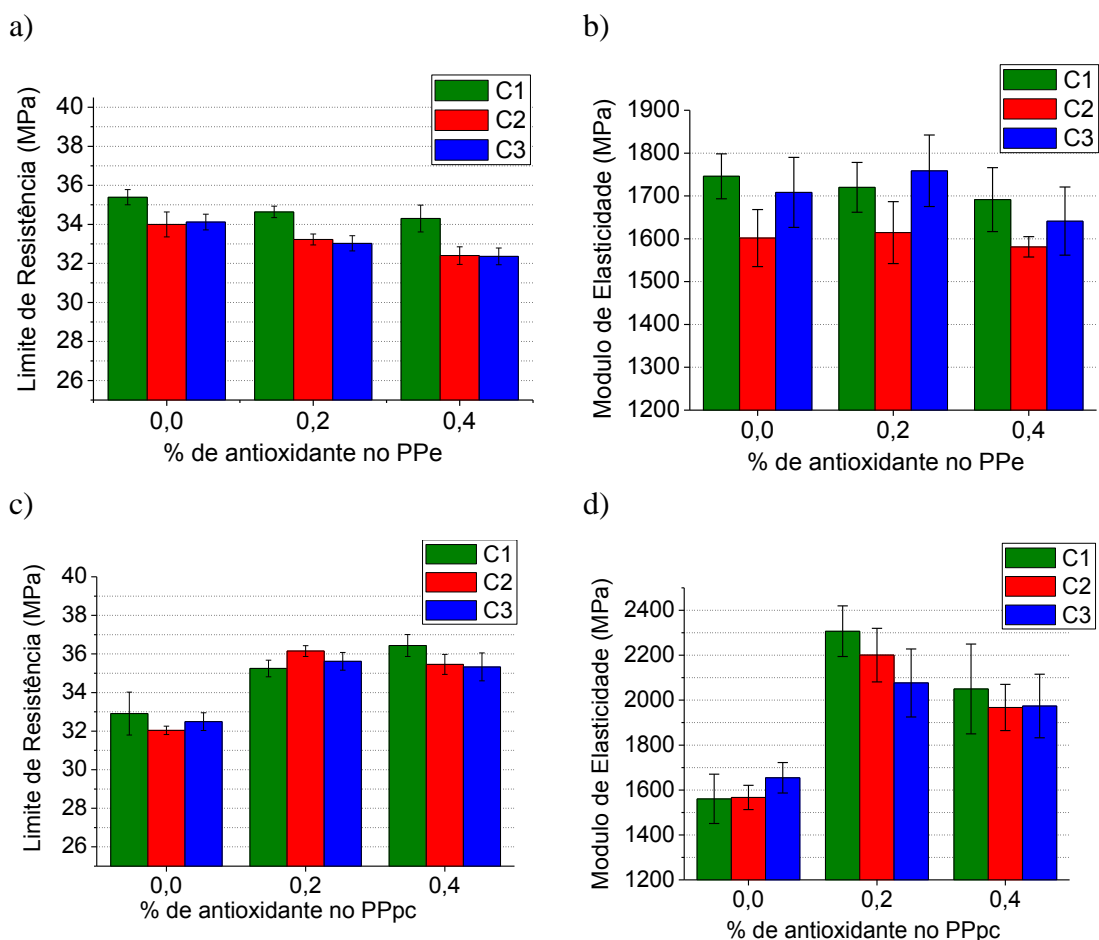 a)
C1
C2
C3
Limite de Resistência (MPa)
40
38
36
34
32
30
28
26
0,0 0,2 0,4
% de antioxidante no PPe
b)
C1
C2
C3
Modulo de Elasticidade (MPa)
1900
1800
1700
1600
1500
1400
1300
1200
0,0 0,2 0,4
% de antioxidante no PPe
c)
C1
C2
C3
Limite de Resistência (MPa)
40
38
36
34
32
30
28
26
0,0 0,2 0,4
% de antioxidante no PPpc
d)
C1
C2
C3
Modulo de Elasticidade (MPa)
2400
2200
2000
1800
1600
1400
1200
0,0 0,2 0,4
% de antioxidante no PPpc